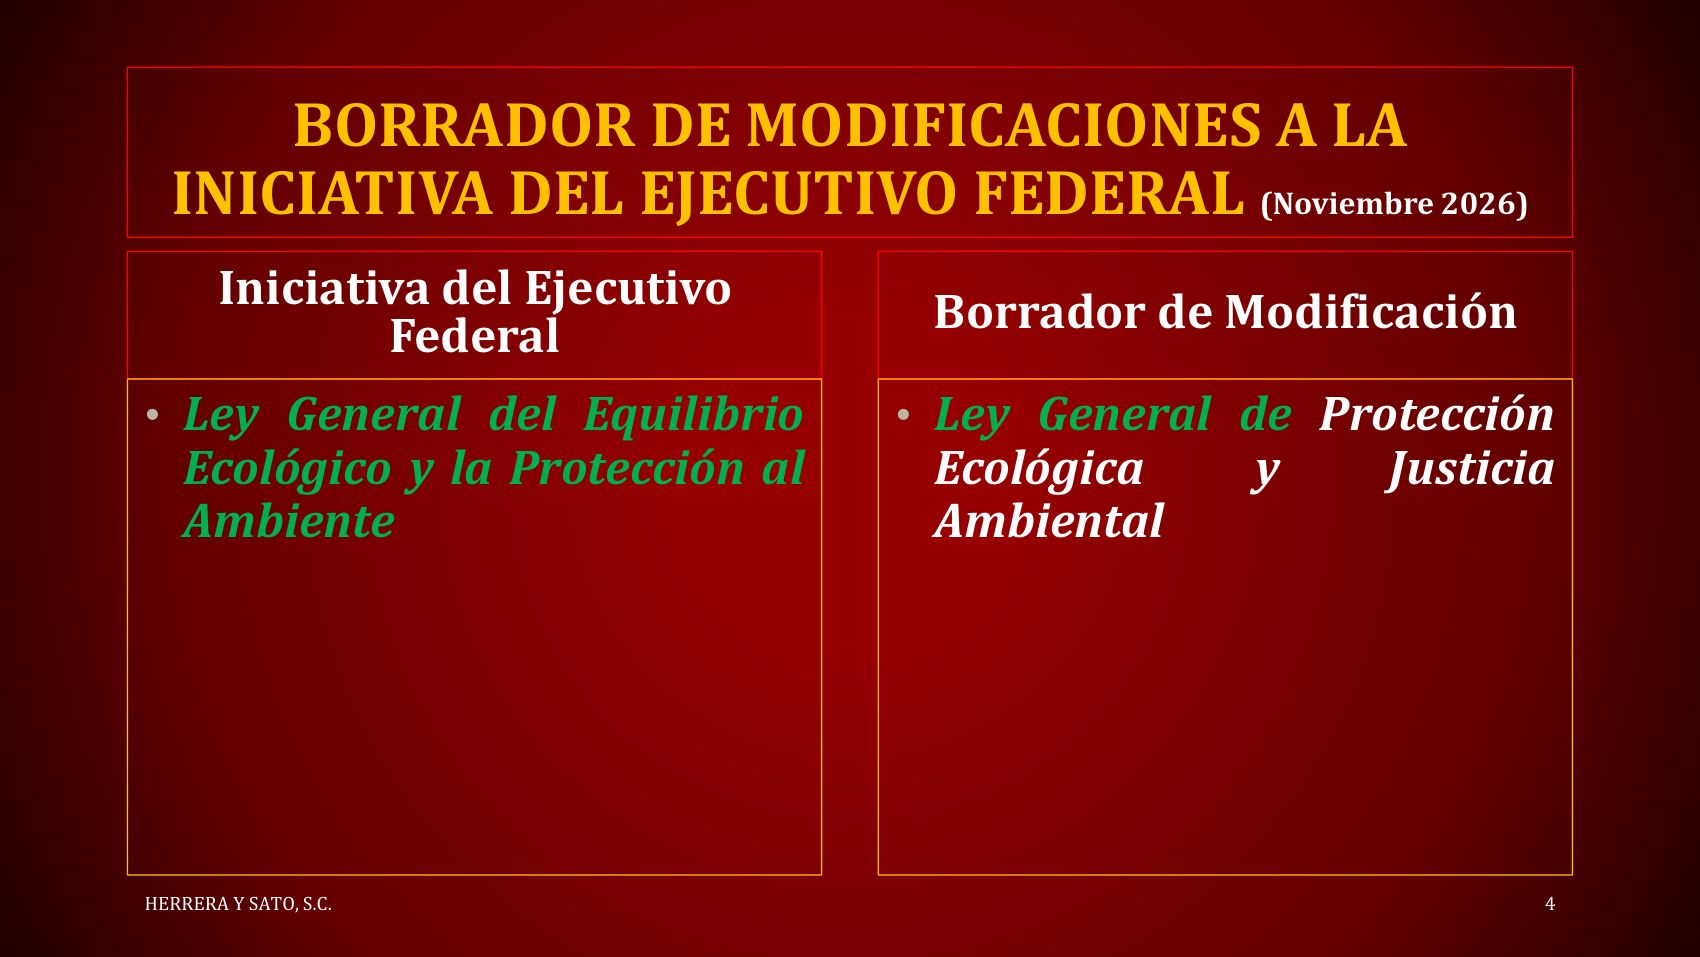 BORRADOR DE MODIFICACIONES A LA
INICIATIVA DEL EJECUTIVO FEDERAL (Noviembre 2026)
Iniciativa del Ejecutivo
Federal
• Ley General del Equilibrio
Ecológico y la Protección al
Ambiente
Borrador de Modificación
• Ley General de Protección
Ecológica y Justicia
Ambiental
HERRERA Y SATO, S.C.
4